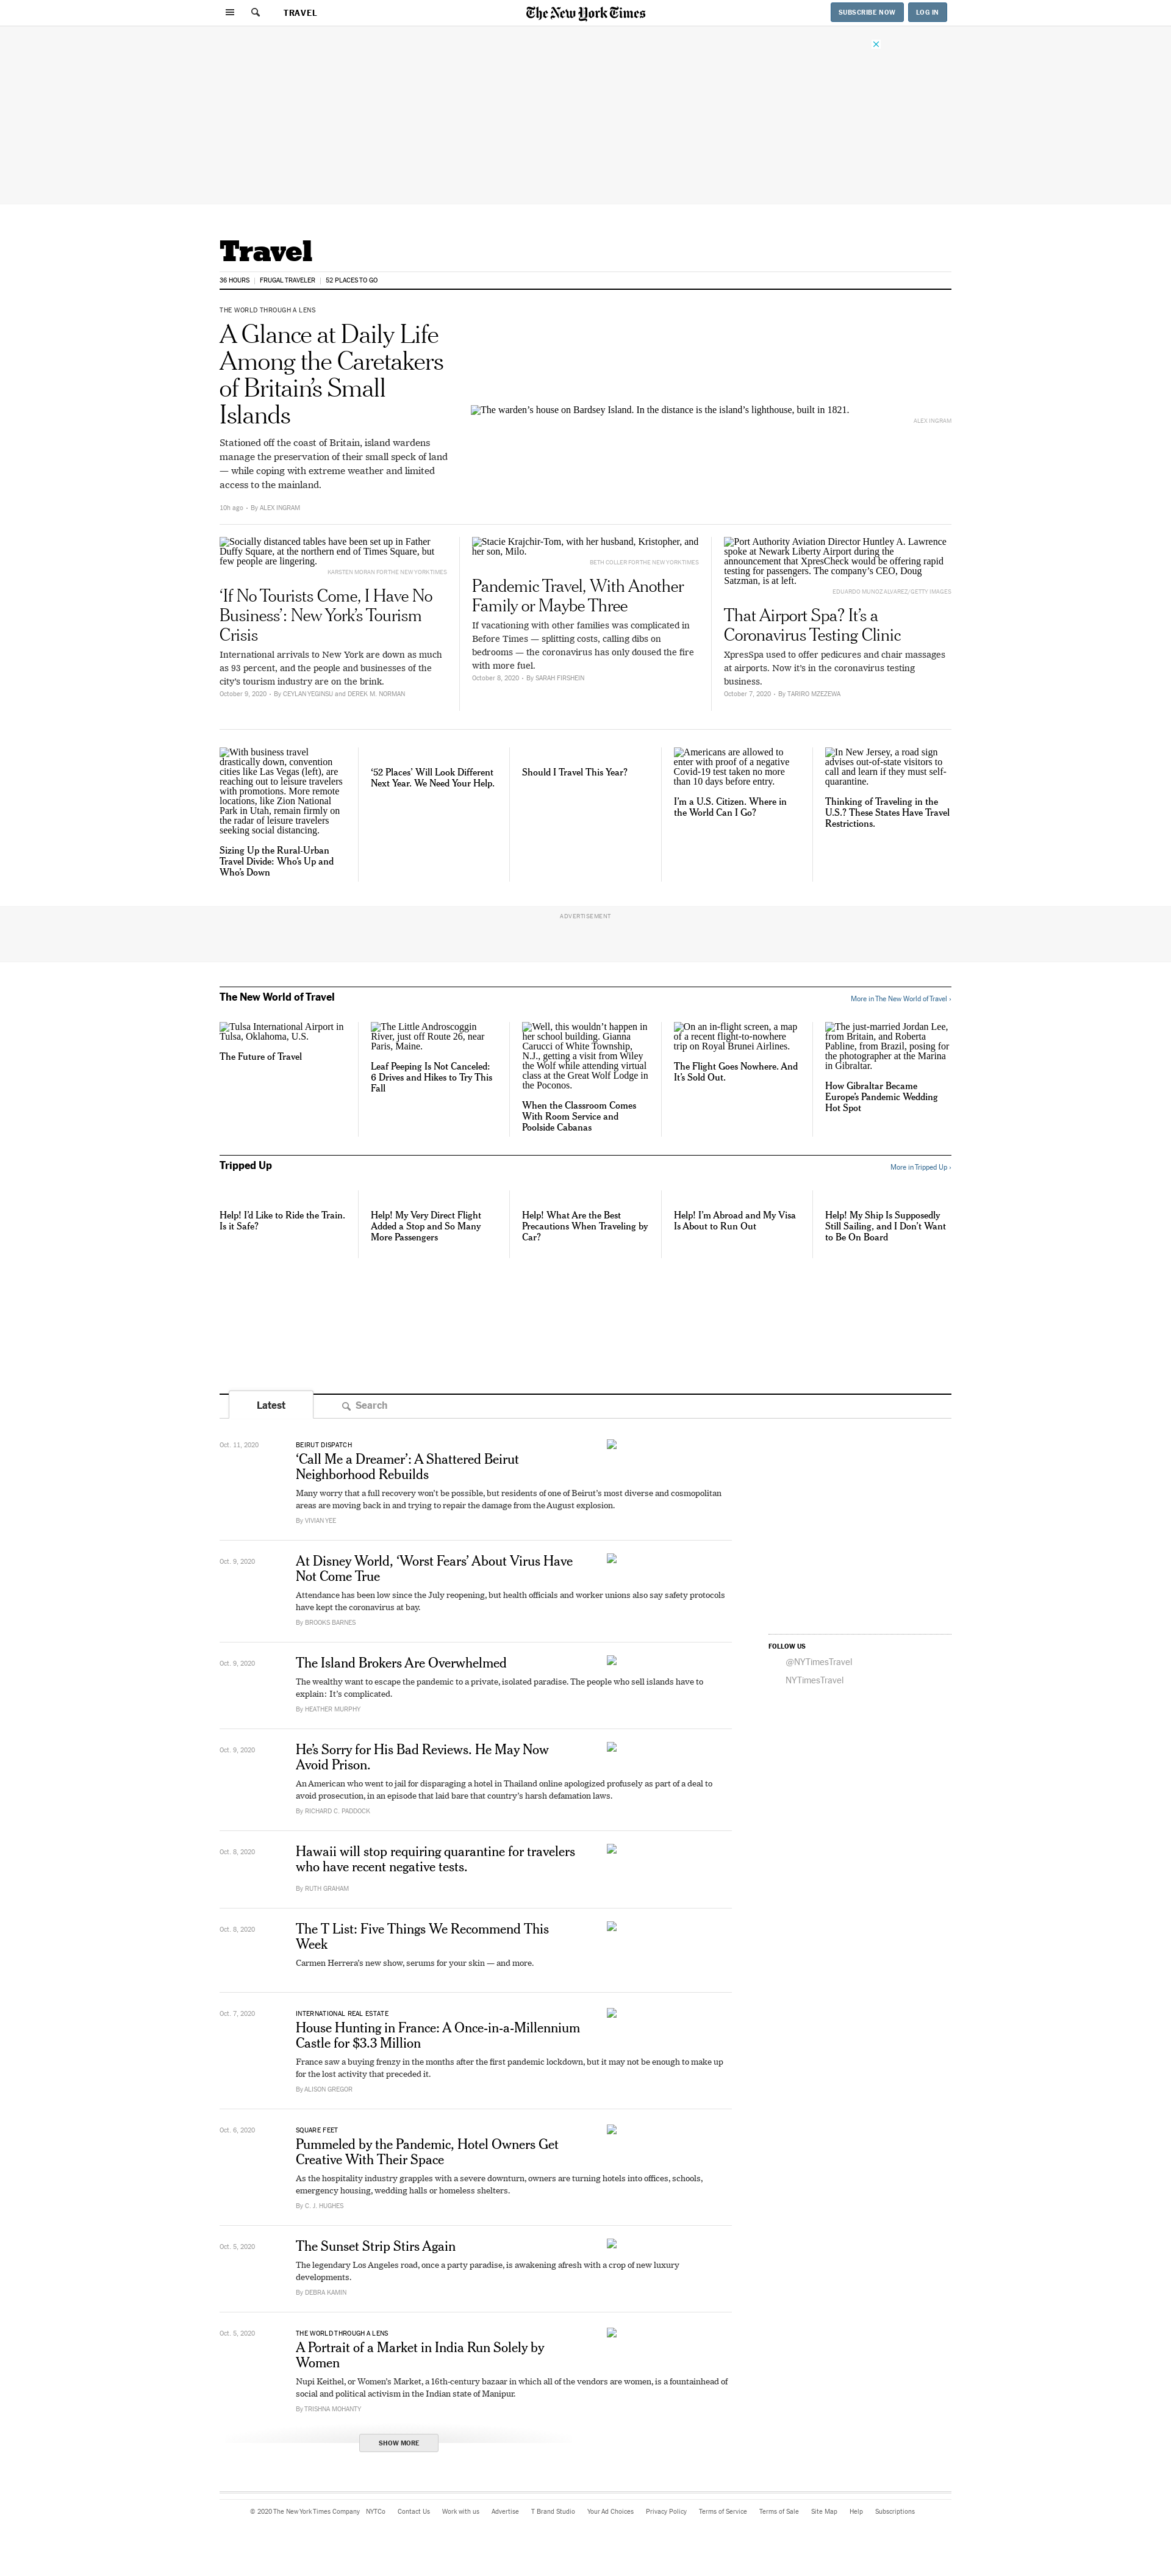 TRAVEL
The New York Times
SUBSCRIBE NOW
LOG IN
Travel
36 HOURS
FRUGAL TRAVELER
52 PLACES TO GO
THE WORLD THROUGH A LENS
A Glance at Daily Life
Among the Caretakers
of Britain’s Small
Islands
Stationed off the coast of Britain, island wardens
manage the preservation of their small speck of land
— while coping with extreme weather and limited
access to the mainland.
10h ago • By ALEX INGRAM
The warden’s house on Bardsey Island. In the distance is the island’s lighthouse, built in 1821.
ALEX INGRAM
Socially distanced tables have been set up in Father
Duffy Square, at the northern end of Times Square, but
few people are lingering.
KARSTEN MORAN FOR THE NEW YORK TIMES
‘If No Tourists Come, I Have No
Business’: New York’s Tourism
Crisis
International arrivals to New York are down as much
as 93 percent, and the people and businesses of the
city’s tourism industry are on the brink.
October 9, 2020 • By CEYLAN YEGINSU and DEREK M. NORMAN
Stacie Krajchir-Tom, with her husband, Kristopher, and
her son, Milo.
BETH COLLER FOR THE NEW YORK TIMES
Pandemic Travel, With Another
Family or Maybe Three
If vacationing with other families was complicated in
Before Times — splitting costs, calling dibs on
bedrooms — the coronavirus has only doused the fire
with more fuel.
October 8, 2020 • By SARAH FIRSHEIN
Port Authority Aviation Director Huntley A. Lawrence
spoke at Newark Liberty Airport during the
announcement that XpresCheck would be offering rapid
testing for passengers. The company’s CEO, Doug
Satzman, is at left.
EDUARDO MUNOZ ALVAREZ/GETTY IMAGES
That Airport Spa? It’s a
Coronavirus Testing Clinic
XpresSpa used to offer pedicures and chair massages
at airports. Now it’s in the coronavirus testing
business.
October 7, 2020 • By TARIRO MZEZEWA
With business travel
drastically down, convention
cities like Las Vegas (left), are
reaching out to leisure travelers
with promotions. More remote
locations, like Zion National
Park in Utah, remain firmly on
the radar of leisure travelers
seeking social distancing.
Sizing Up the Rural-Urban
Travel Divide: Who’s Up and
Who’s Down
‘52 Places’ Will Look Different
Next Year. We Need Your Help.
Should I Travel This Year?
Americans are allowed to
enter with proof of a negative
Covid-19 test taken no more
than 10 days before entry.
I’m a U.S. Citizen. Where in
the World Can I Go?
In New Jersey, a road sign
advises out-of-state visitors to
call and learn if they must self-
quarantine.
Thinking of Traveling in the
U.S.? These States Have Travel
Restrictions.
ADVERTISEMENT
The New World of Travel
More in The New World of Travel ›
Tulsa International Airport in
Tulsa, Oklahoma, U.S.
The Future of Travel
The Little Androscoggin
River, just off Route 26, near
Paris, Maine.
Leaf Peeping Is Not Canceled:
6 Drives and Hikes to Try This
Fall
Well, this wouldn’t happen in
her school building. Gianna
Carucci of White Township,
N.J., getting a visit from Wiley
the Wolf while attending virtual
class at the Great Wolf Lodge in
the Poconos.
When the Classroom Comes
With Room Service and
Poolside Cabanas
On an in-flight screen, a map
of a recent flight-to-nowhere
trip on Royal Brunei Airlines.
The Flight Goes Nowhere. And
It’s Sold Out.
The just-married Jordan Lee,
from Britain, and Roberta
Pabline, from Brazil, posing for
the photographer at the Marina
in Gibraltar.
How Gibraltar Became
Europe’s Pandemic Wedding
Hot Spot
Tripped Up
More in Tripped Up ›
Help! I’d Like to Ride the Train.
Is it Safe?
Help! My Very Direct Flight
Added a Stop and So Many
More Passengers
Help! What Are the Best
Precautions When Traveling by
Car?
Help! I’m Abroad and My Visa
Is About to Run Out
Help! My Ship Is Supposedly
Still Sailing, and I Don’t Want
to Be On Board
Latest
Search
Oct. 11, 2020
BEIRUT DISPATCH
‘Call Me a Dreamer’: A Shattered Beirut
Neighborhood Rebuilds
Many worry that a full recovery won’t be possible, but residents of one of Beirut’s most diverse and cosmopolitan
areas are moving back in and trying to repair the damage from the August explosion.
By VIVIAN YEE
Oct. 9, 2020
At Disney World, ‘Worst Fears’ About Virus Have
Not Come True
Attendance has been low since the July reopening, but health officials and worker unions also say safety protocols
have kept the coronavirus at bay.
By BROOKS BARNES
FOLLOW US
@NYTimesTravel
NYTimesTravel
Oct. 9, 2020
The Island Brokers Are Overwhelmed
The wealthy want to escape the pandemic to a private, isolated paradise. The people who sell islands have to
explain: It’s complicated.
By HEATHER MURPHY
Oct. 9, 2020
He’s Sorry for His Bad Reviews. He May Now
Avoid Prison.
An American who went to jail for disparaging a hotel in Thailand online apologized profusely as part of a deal to
avoid prosecution, in an episode that laid bare that country’s harsh defamation laws.
By RICHARD C. PADDOCK
Oct. 8, 2020
Hawaii will stop requiring quarantine for travelers
who have recent negative tests.
By RUTH GRAHAM
Oct. 8, 2020
The T List: Five Things We Recommend This
Week
Carmen Herrera’s new show, serums for your skin — and more.
Oct. 7, 2020
INTERNATIONAL REAL ESTATE
House Hunting in France: A Once-in-a-Millennium
Castle for $3.3 Million
France saw a buying frenzy in the months after the first pandemic lockdown, but it may not be enough to make up
for the lost activity that preceded it.
By ALISON GREGOR
Oct. 6, 2020
SQUARE FEET
Pummeled by the Pandemic, Hotel Owners Get
Creative With Their Space
As the hospitality industry grapples with a severe downturn, owners are turning hotels into offices, schools,
emergency housing, wedding halls or homeless shelters.
By C. J. HUGHES
Oct. 5, 2020
The Sunset Strip Stirs Again
The legendary Los Angeles road, once a party paradise, is awakening afresh with a crop of new luxury
developments.
By DEBRA KAMIN
Oct. 5, 2020
THE WORLD THROUGH A LENS
A Portrait of a Market in India Run Solely by
Women
Nupi Keithel, or Women’s Market, a 16th-century bazaar in which all of the vendors are women, is a fountainhead of
social and political activism in the Indian state of Manipur.
By TRISHNA MOHANTY
SHOW MORE
© 2020 The New York Times Company NYTCo Contact Us Work with us Advertise T Brand Studio Your Ad Choices Privacy Policy Terms of Service Terms of Sale Site Map Help Subscriptions